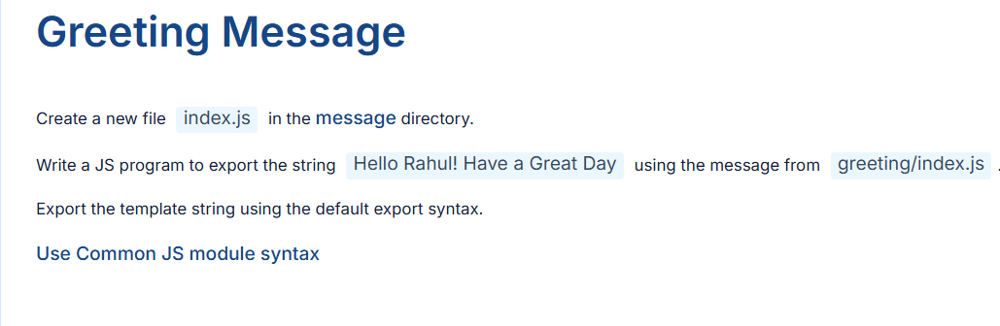 Greeting Message
Create a new file index.js in the message directory.
Write a JS program to export the string Hello Rahul! Have a Great Day using the message from greeting/index.js .
Export the template string using the default export syntax.
Use Common JS module syntax